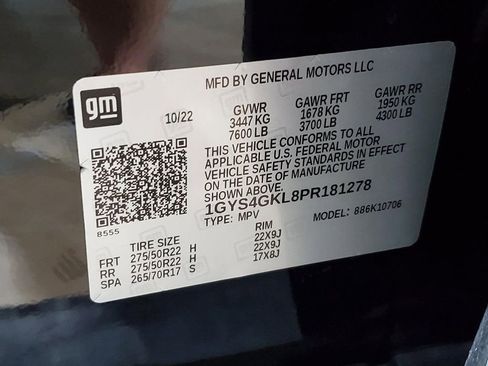 MFD BY GENERAL MOTORS LLC
gm
10/22 GVWR GAWR FRT GAWR RR
3447 KG 1678 KG 1950 KG
7600 LB 3700 LB 4300 LB
THIS VEHICLE CONFORMS TO ALL
APPLICABLE U.S. FEDERAL MOTOR
VEHICLE SAFETY STANDARDS IN EFFECT
ON THE DATE OF MANUFACTURE
SHOWN ABOVE.
1GYS4GKL8PR181278
8555 TYPE: MPV MODEL: 886K10706
TIRE SIZE RIM
FRT 275/50R22 H 22X9J
RR 275/50R22 H 22X9J
SPA 265/70R17 S 17X8J